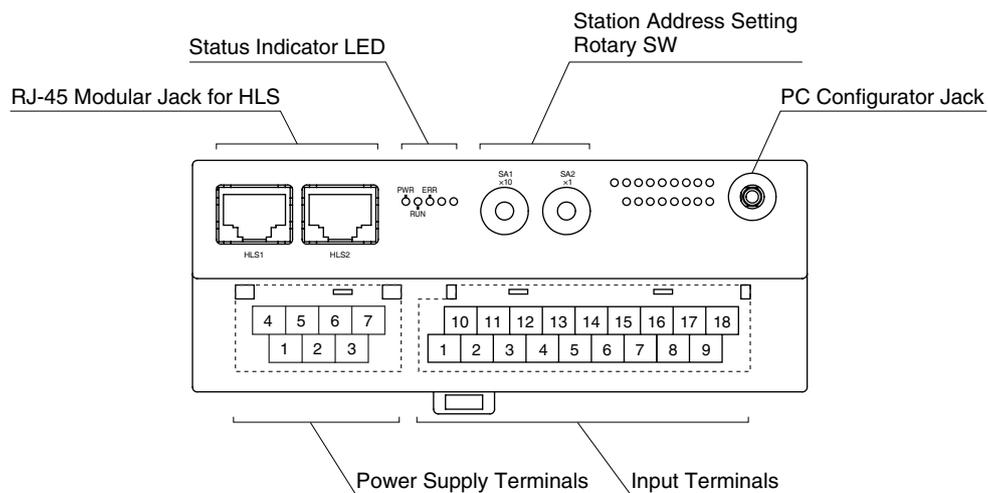 Station Address Setting
Rotary SW
Status Indicator LED
RJ-45 Modular Jack for HLS
PC Configurator Jack
SA1
×10
SA2
×1
PWR ERR
RUN
HLS1
HLS2
4 5 6 7
1 2 3
10 11 12 13 14 15 16 17 18
1 2 3 4 5 6 7 8 9
Power Supply Terminals
Input Terminals